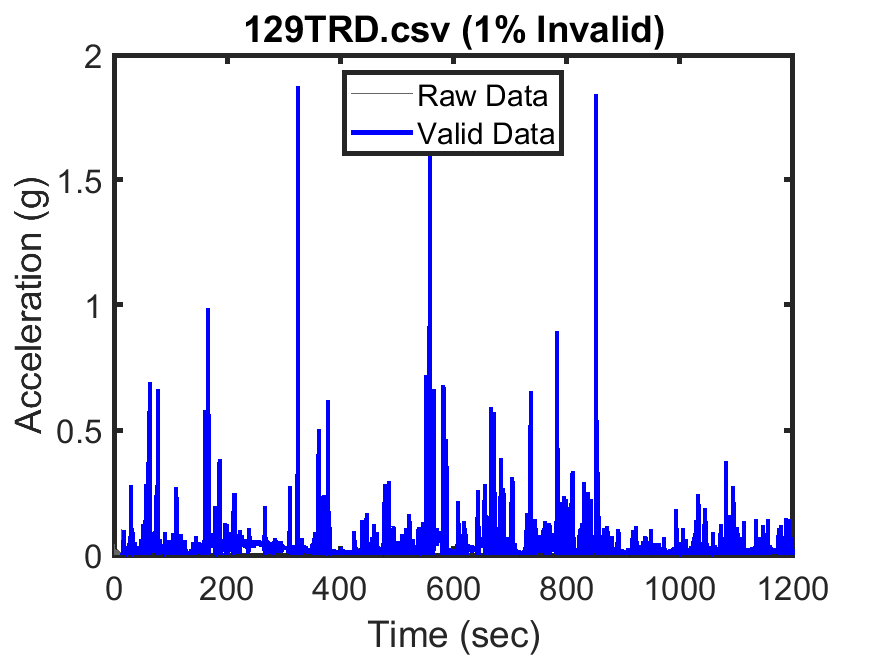 129TRD.csv (1% Invalid)
Raw Data
Valid Data
Acceleration (g)
2
1.5
1
0.5
0
0 200 400 600 800 1000 1200
Time (sec)